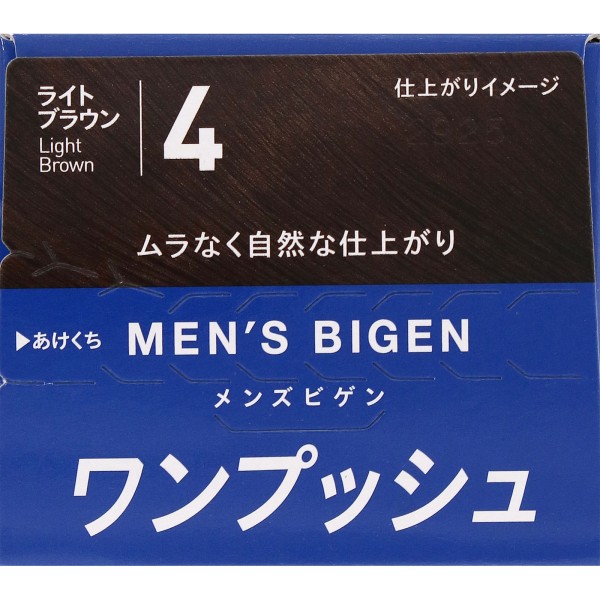 ライト
ブラウン
Light
Brown
4
仕上がりイメージ
ムラなく自然な仕上がり
▶あけくち
MEN'S BIGEN
メンズビゲン
ワンプッシュ